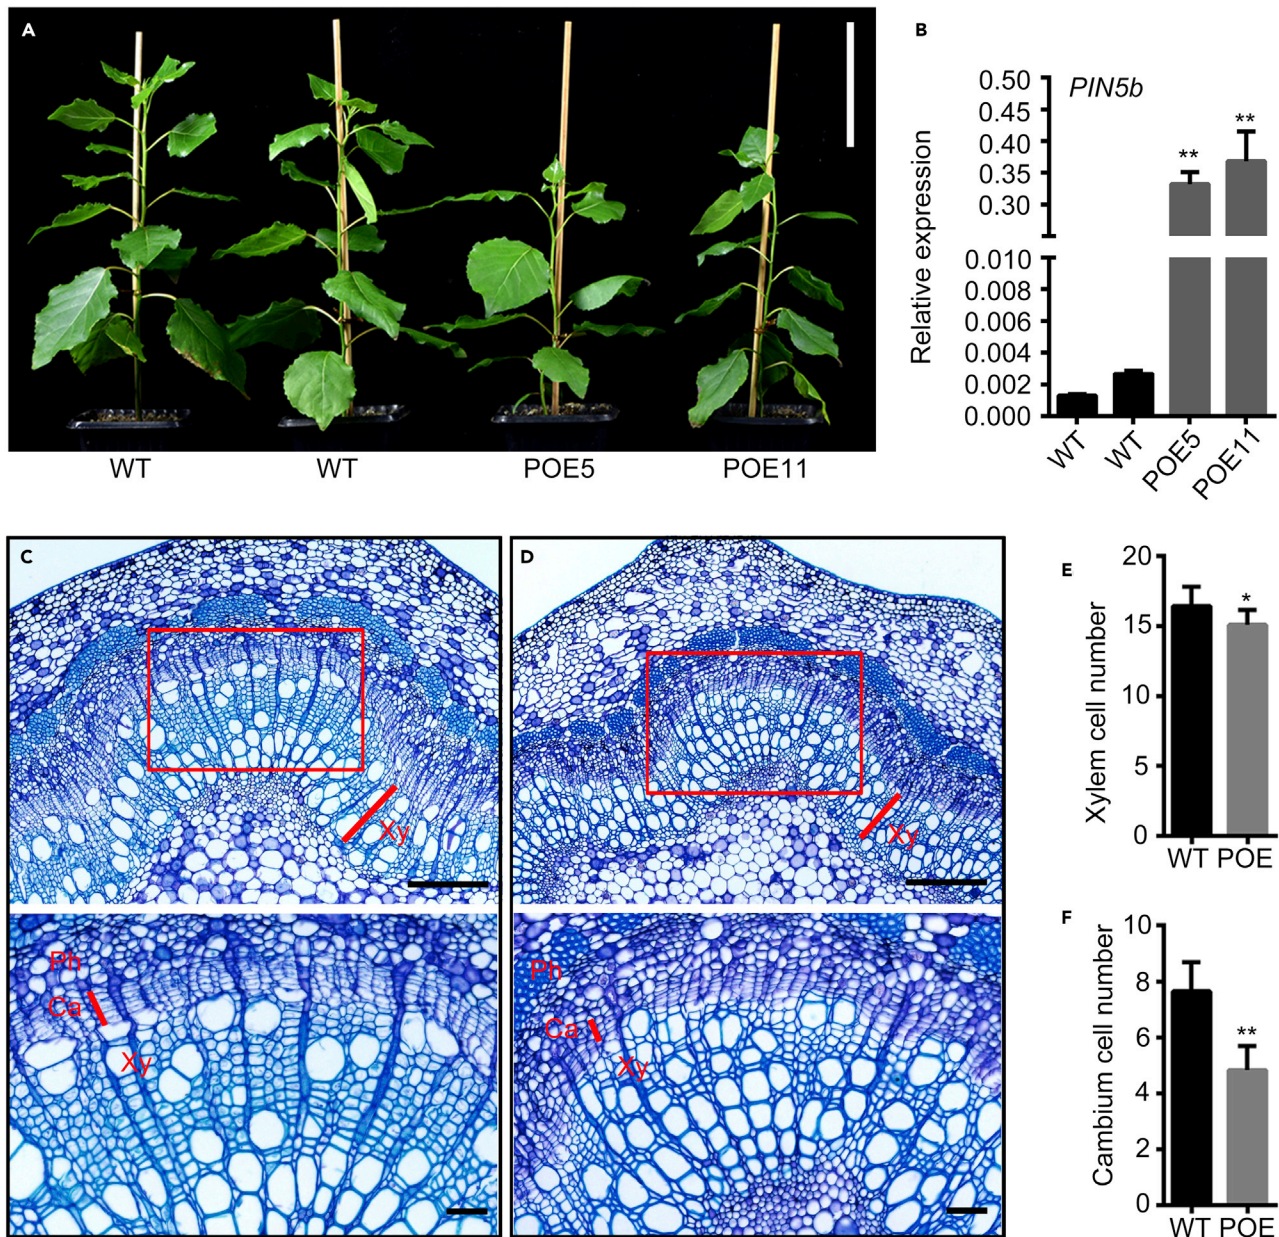 A
WT
WT
POE5
POE11
B
PIN5b
Relative expression
0.50
0.45
0.40
0.35
0.30
0.010
0.008
0.006
0.004
0.002
0.000
**
**
WT
WT
POE5
POE11
C
Xy
Ph
Ca
Xy
D
Xy
Ph
Ca
Xy
E
Xylem cell number
20
15
10
5
0
*
WT POE
F
Cambium cell number
10
8
6
4
2
0
**
WT POE